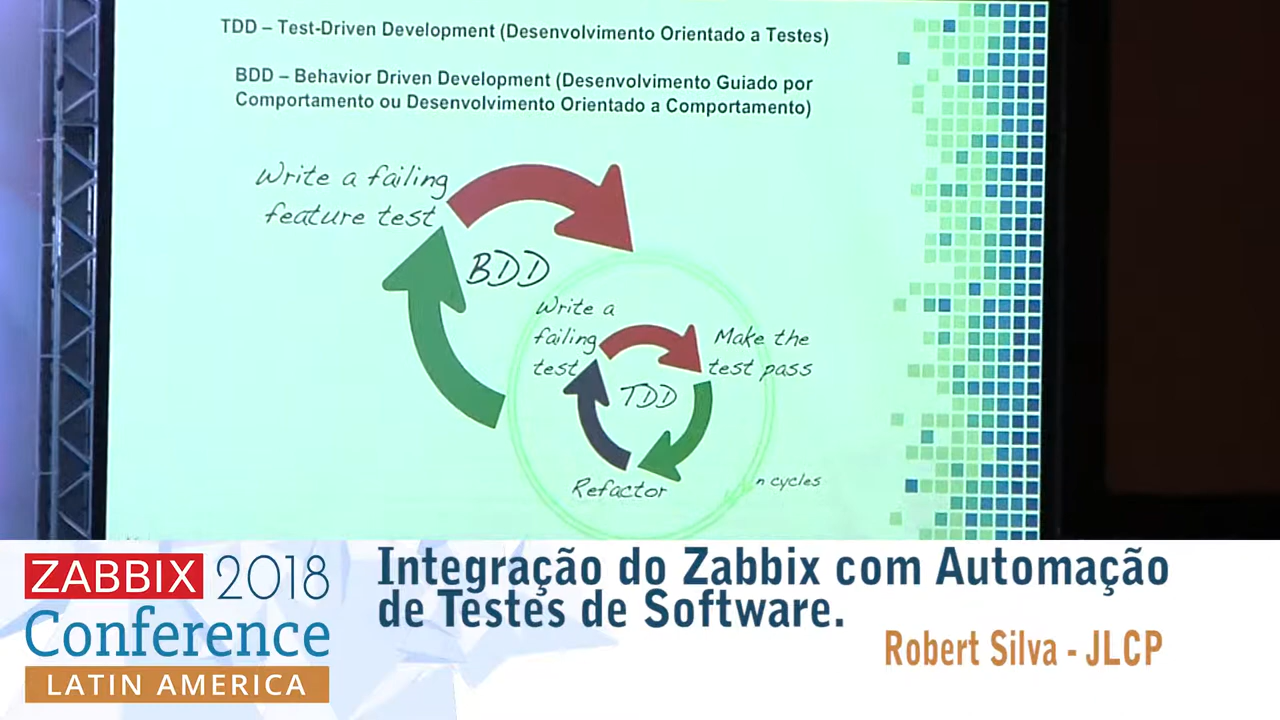 TDD – Test-Driven Development (Desenvolvimento Orientado a Testes)
BDD – Behavior Driven Development (Desenvolvimento Guiado por
Comportamento ou Desenvolvimento Orientado a Comportamento)
Write a failing
feature test
BDD
Write a
failing
test
Make the
test pass
TDD
Refactor
n cycles
ZABBIX 2018
Conference
LATIN AMERICA
Integração do Zabbix com Automação
de Testes de Software.
Robert Silva - JLCP